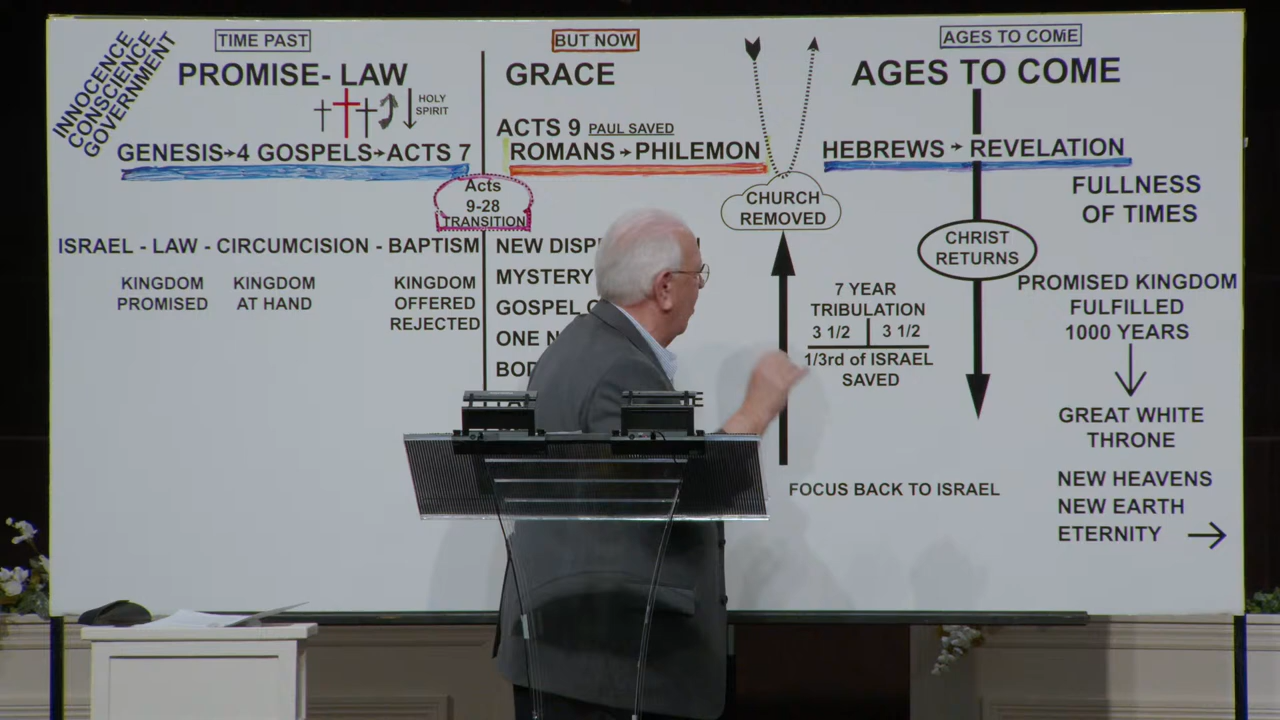 INNOCENCE
CONSCIENCE
GOVERNMENT
TIME PAST
PROMISE- LAW
HOLY
SPIRIT
GENESIS→4 GOSPELS→ACTS 7
Acts
9-28
TRANSITION
ISRAEL - LAW - CIRCUMCISION - BAPTISM
KINGDOM
PROMISED
KINGDOM
AT HAND
KINGDOM
OFFERED
REJECTED
BUT NOW
GRACE
ACTS 9 PAUL SAVED
ROMANS→PHILEMON
NEW
MYSTERY
GOSPEL
ONE
CHURCH
REMOVED
7 YEAR
TRIBULATION
3 1/2 3 1/2
1/3rd of ISRAEL
SAVED
FOCUS BACK TO ISRAEL
AGES TO COME
AGES TO COME
HEBREWS → REVELATION
FULLNESS
OF TIMES
CHRIST
RETURNS
PROMISED KINGDOM
FULFILLED
1000 YEARS
GREAT WHITE
THRONE
NEW HEAVENS
NEW EARTH
ETERNITY →